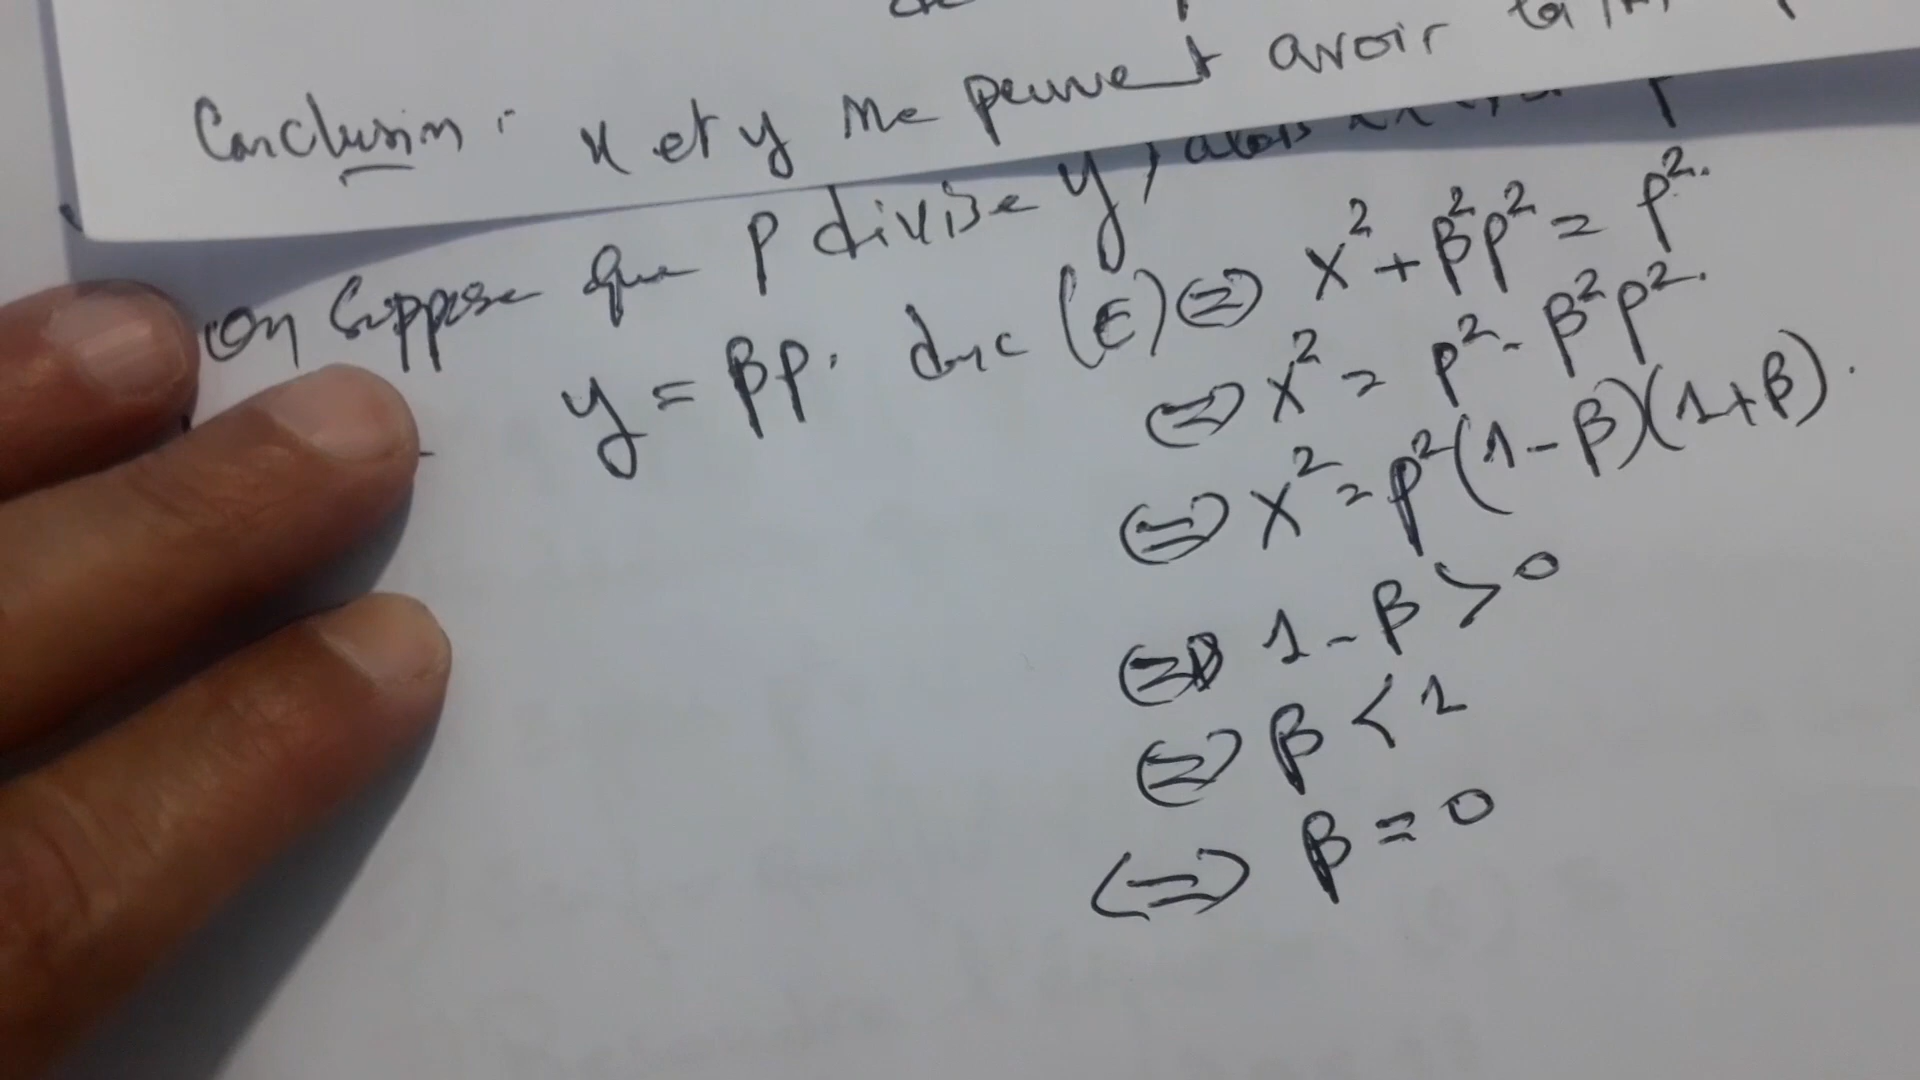 Conclusion : x et y ne peuvent avoir la
On suppose que p divise y, alors
y = βp. donc (E) ⇔ x² + β²p² = p².
⇔ x² = p² - β²p².
⇔ x² = p²(1-β)(1+β).
⇒ 1-β > 0
⇔ β < 1
⇔ β = 0